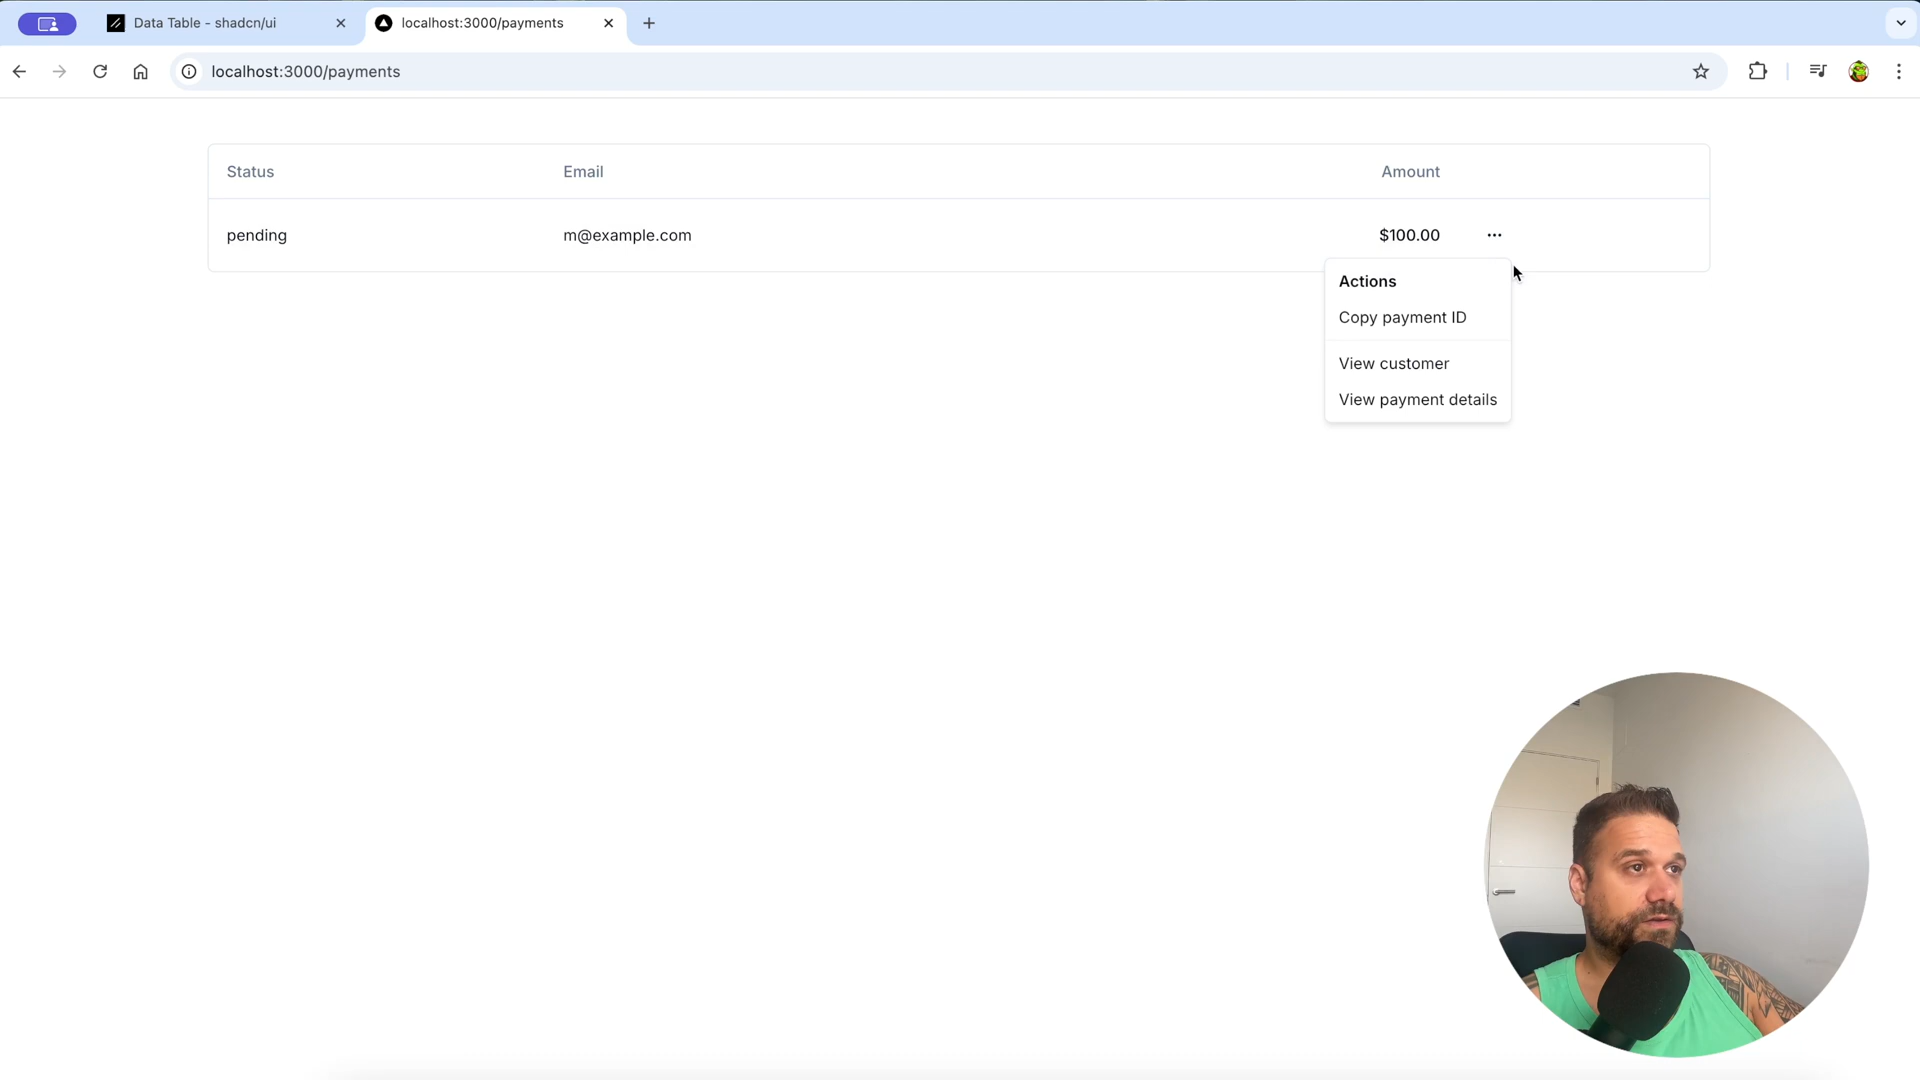 Data Table - shadcn/ui
localhost:3000/payments
localhost:3000/payments
Status Email Amount
pending m@example.com $100.00
Actions
Copy payment ID
View customer
View payment details